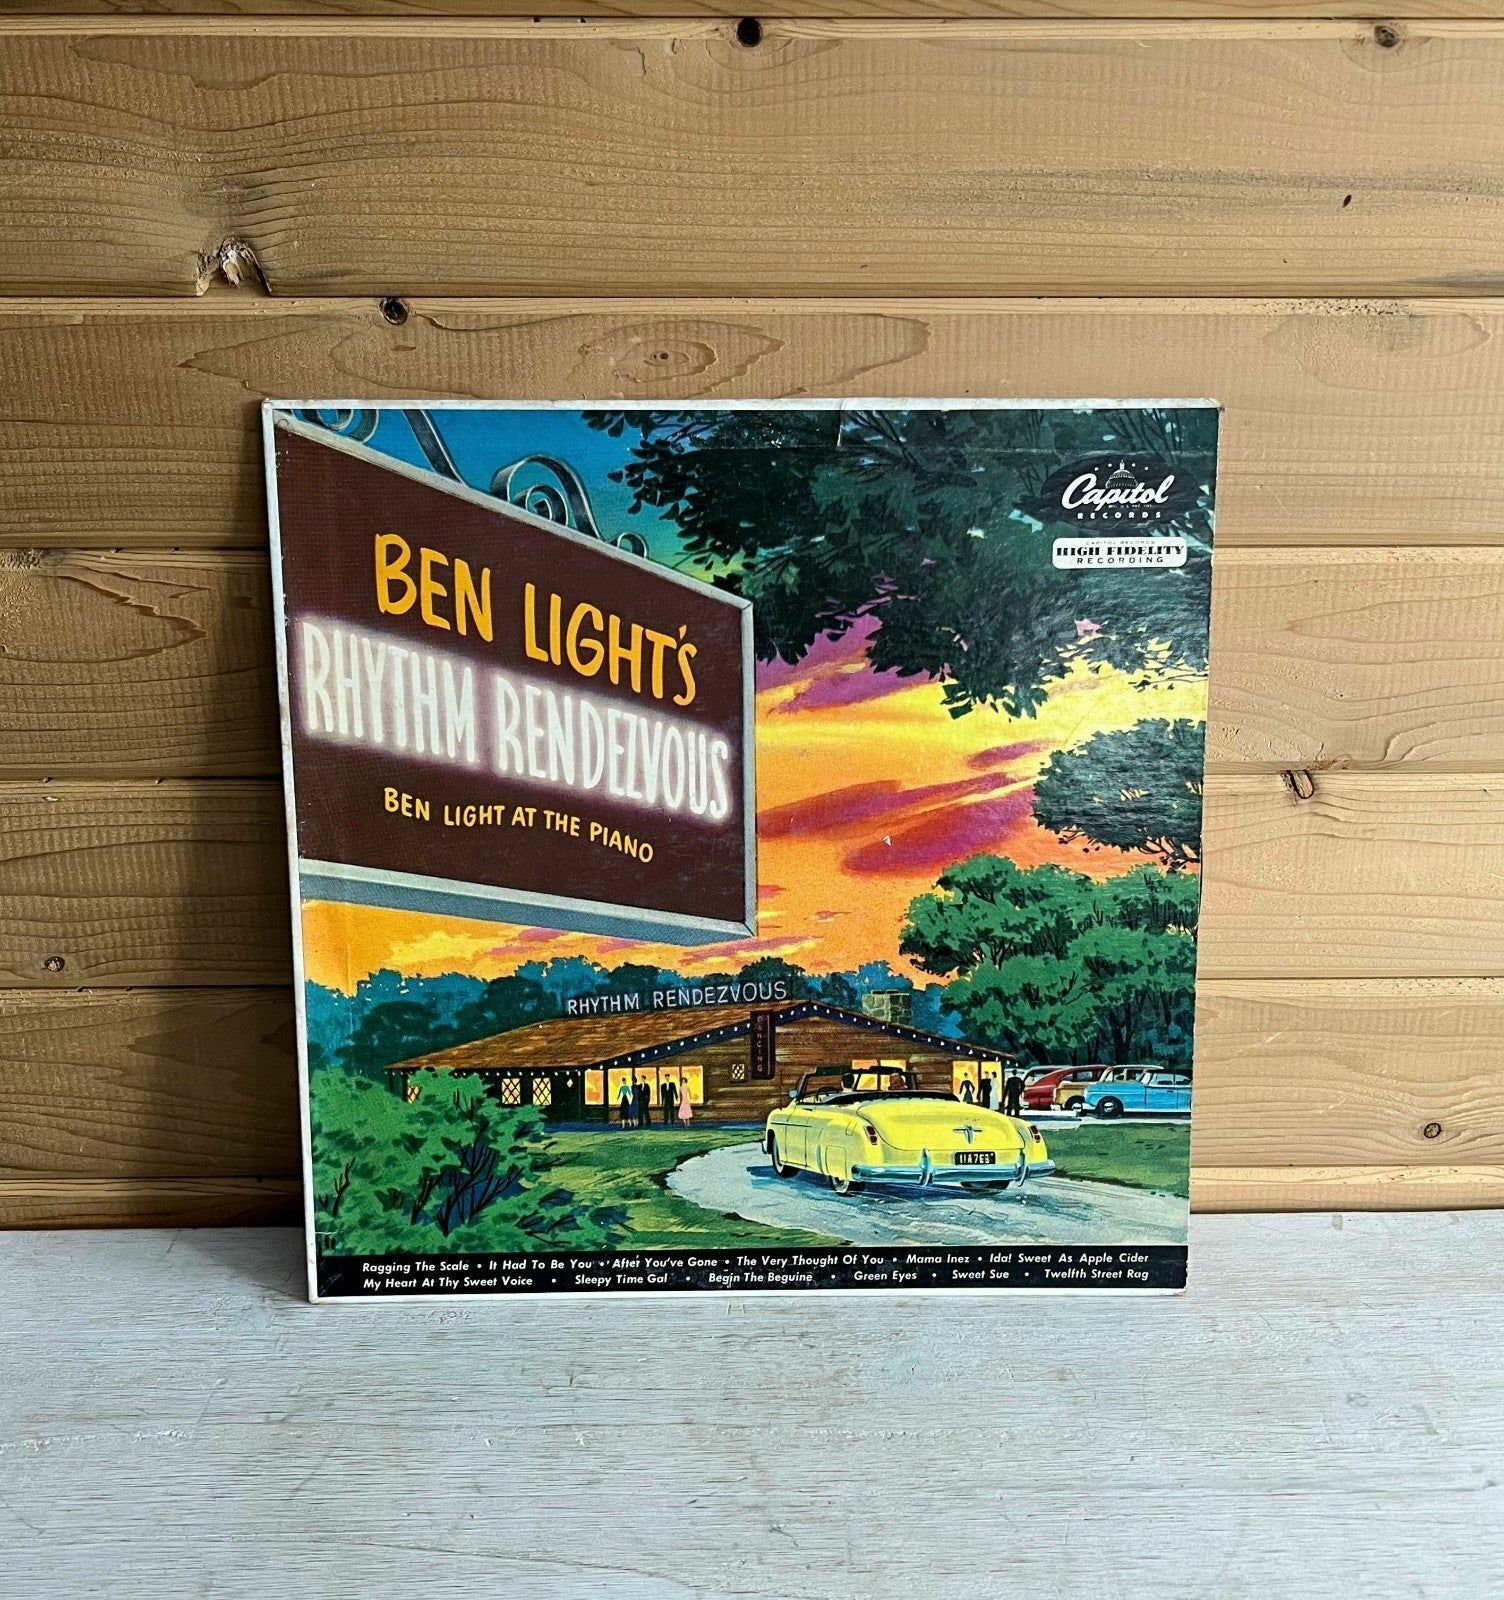 BEN LIGHT'S
RHYTHM RENDEZVOUS
BEN LIGHT AT THE PIANO
Capitol
RECORDS
CAPITOL RECORDS
HIGH FIDELITY
RECORDING
RHYTHM RENDEZVOUS
DANCING
Ragging The Scale • It Had To Be You • After You've Gone • The Very Thought Of You • Mama Inez • Ida! Sweet As Apple Cider
My Heart At Thy Sweet Voice • Sleepy Time Gal • Begin The Beguine • Green Eyes • Sweet Sue • Twelfth Street Rag